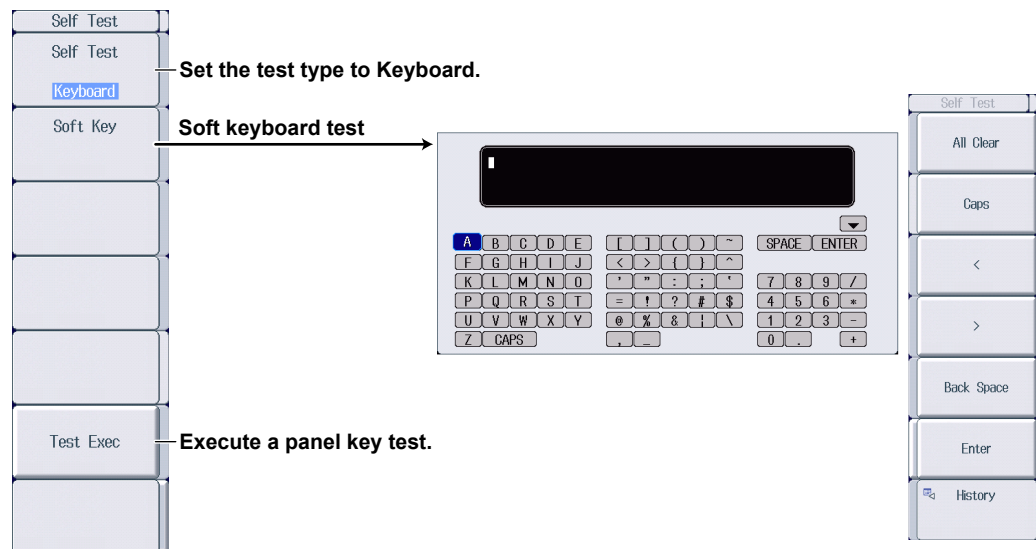 Self Test
Self Test
Keyboard
Set the test type to Keyboard.
Soft Key
Soft keyboard test
Test Exec
Execute a panel key test.
A B C D E [ ] ( ) ~ SPACE ENTER
F G H I J < > { } ^
K L M N O ' " : ; ` 7 8 9 /
P Q R S T = ! ? # $ 4 5 6 *
U V W X Y @ % & ¦ \ 1 2 3 -
Z CAPS , _ 0 . +
Self Test
All Clear
Caps
<
>
Back Space
Enter
History